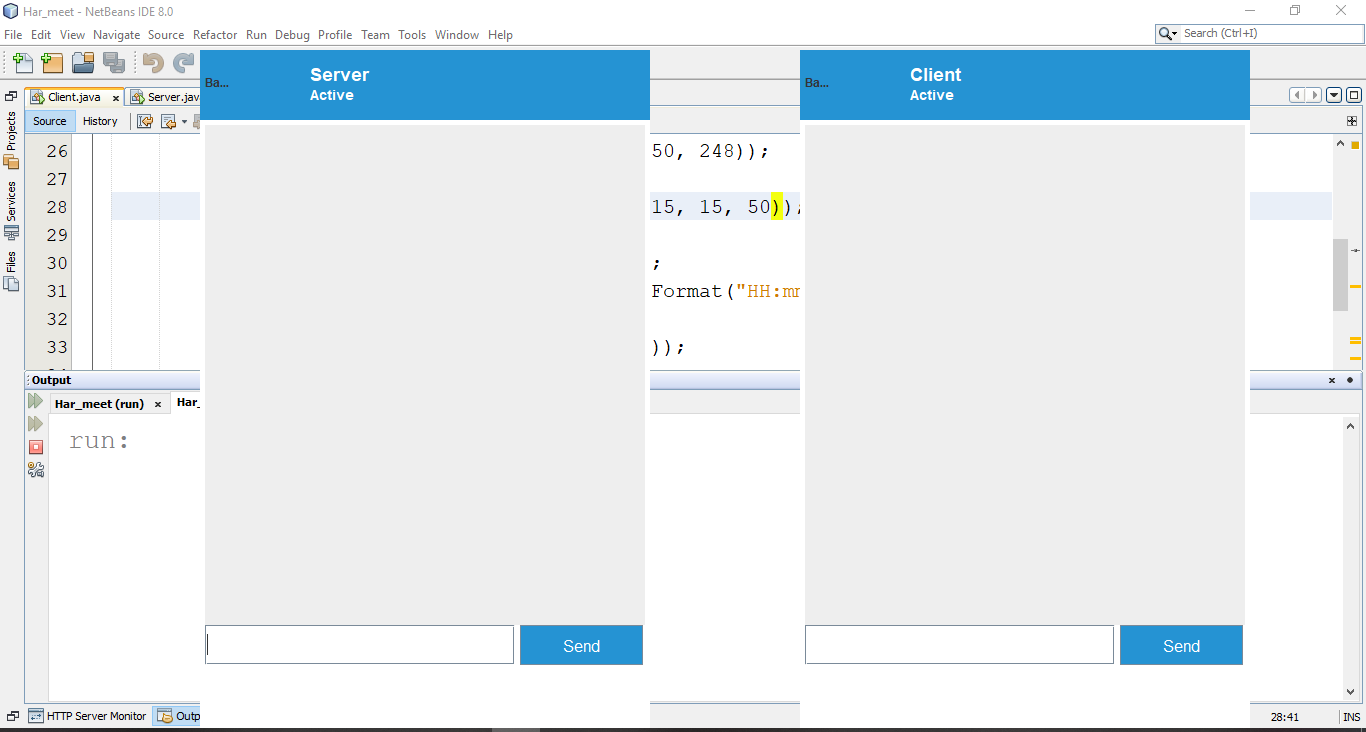 Har_meet - NetBeans IDE 8.0
File Edit View Navigate Source Refactor Run Debug Profile Team Tools Window Help
Search (Ctrl+I)
Ba...
Server
Active
Ba...
Client
Active
Client.java
Server.jav
Source History
Projects
Services
Files
26 50, 248));
27
28 15, 15, 50));
29
30 ;
31 Format("HH:mm
32
33 ));
Output
Har_meet (run)
Har_
run:
Send
Send
HTTP Server Monitor
Outp
28:41
INS